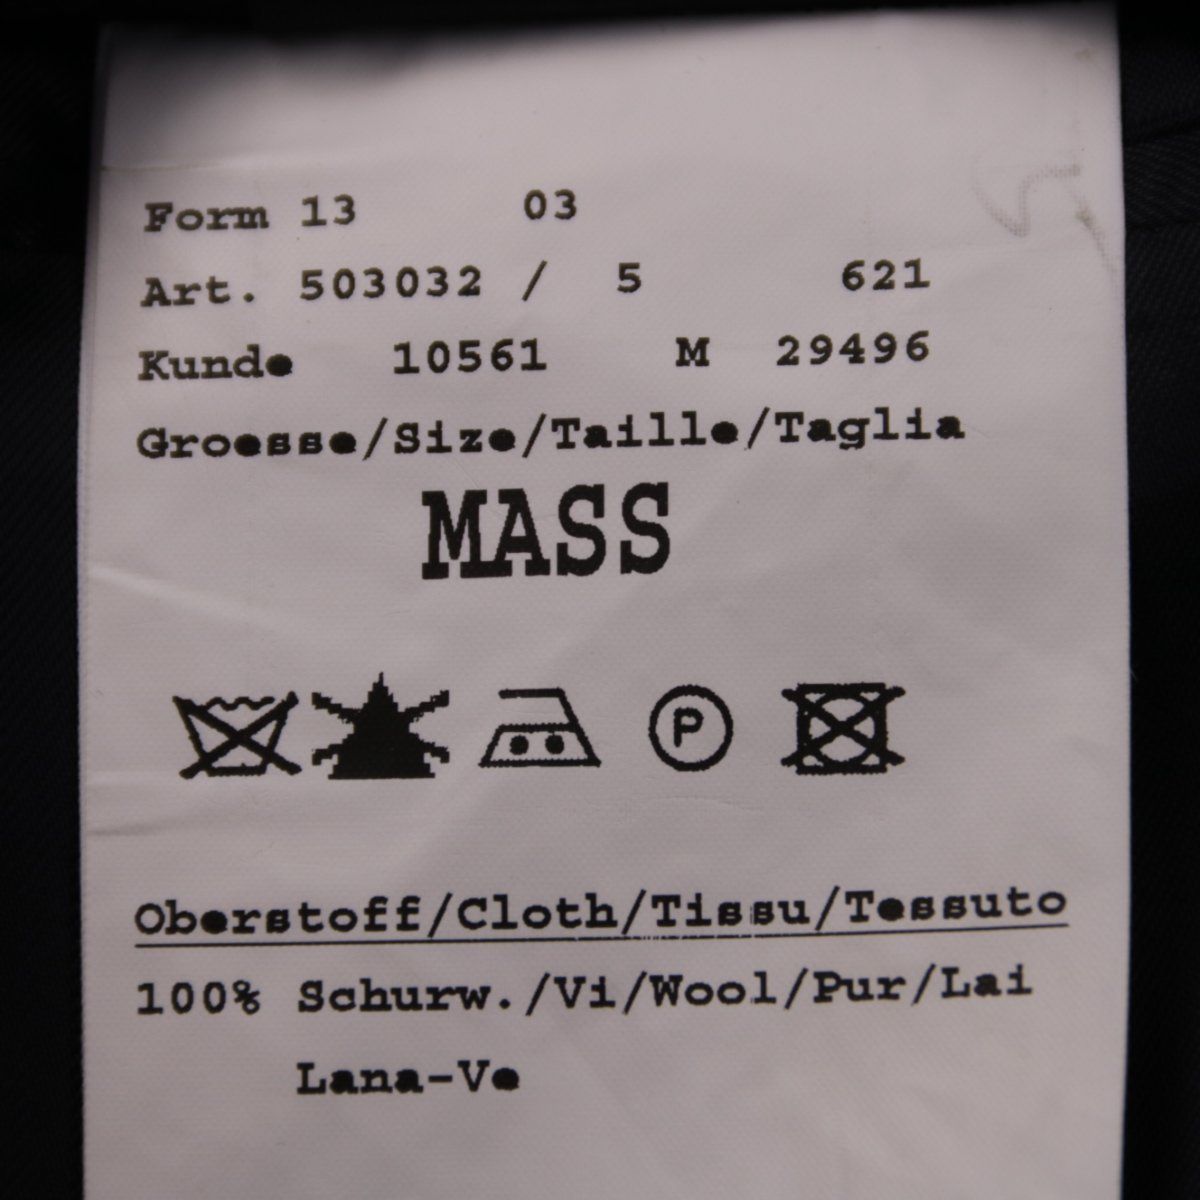 Form 13 03
Art. 503032 / 5 621
Kunde 10561 M 29496
Groesse/Size/Taille/Taglia
MASS
P
Oberstoff/Cloth/Tissu/Tessuto
100% Schurw./Vi/Wool/Pur/Lai
Lana-Ve